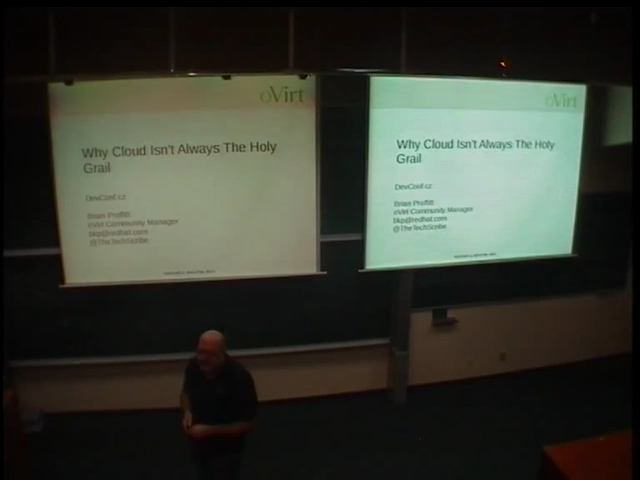 oVirt
Why Cloud Isn't Always The Holy
Grail
DevConf.cz
Brian Proffitt
oVirt Community Manager
bkp@redhat.com
@TheTechScribe
oVirt
Why Cloud Isn't Always The Holy
Grail
DevConf.cz
Brian Proffitt
oVirt Community Manager
bkp@redhat.com
@TheTechScribe